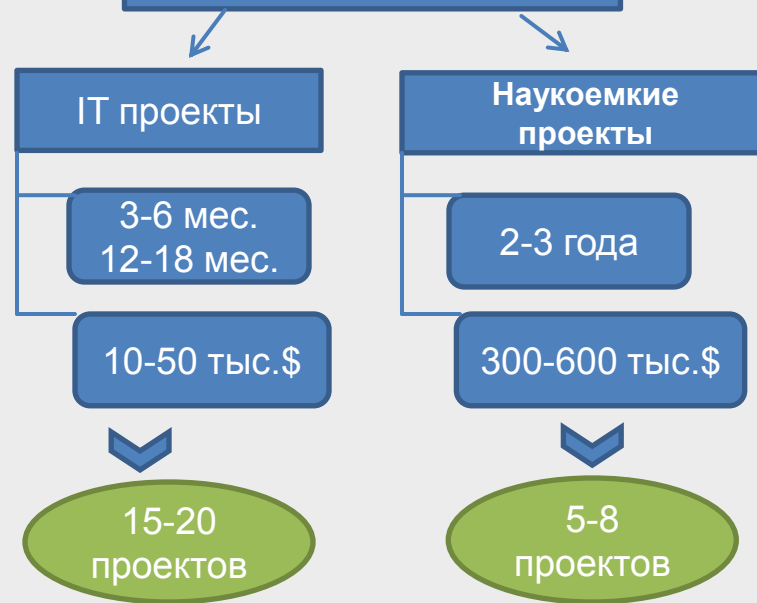 IT проекты
3-6 мес.
12-18 мес.
10-50 тыс.$
15-20
проектов
Наукоемкие
проекты
2-3 года
300-600 тыс.$
5-8
проектов